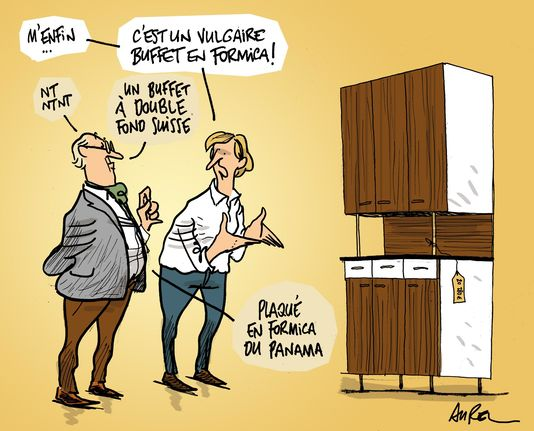 M'ENFIN
...
C'EST UN VULGAIRE
BUFFET EN FORMICA!
NT
NTNT
UN BUFFET
À DOUBLE
FOND SUISSE
PLAQUÉ
EN FORMICA
DU PANAMA
AUREL